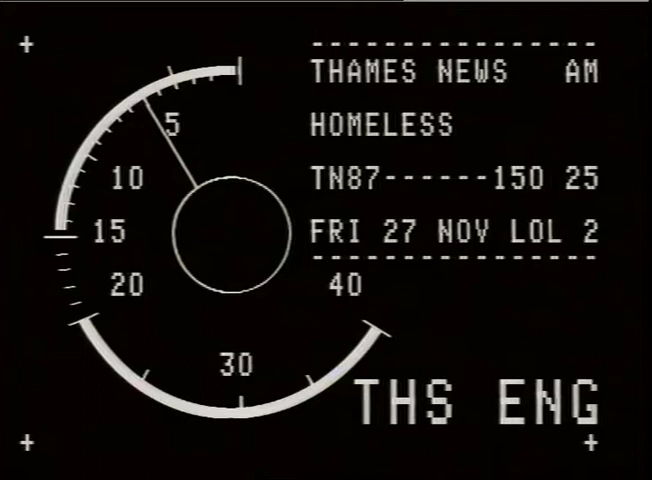 THAMES NEWS AM
HOMELESS
TN87------150 25
FRI 27 NOV LOL 2
5
10
15
20
30
40
THS ENG